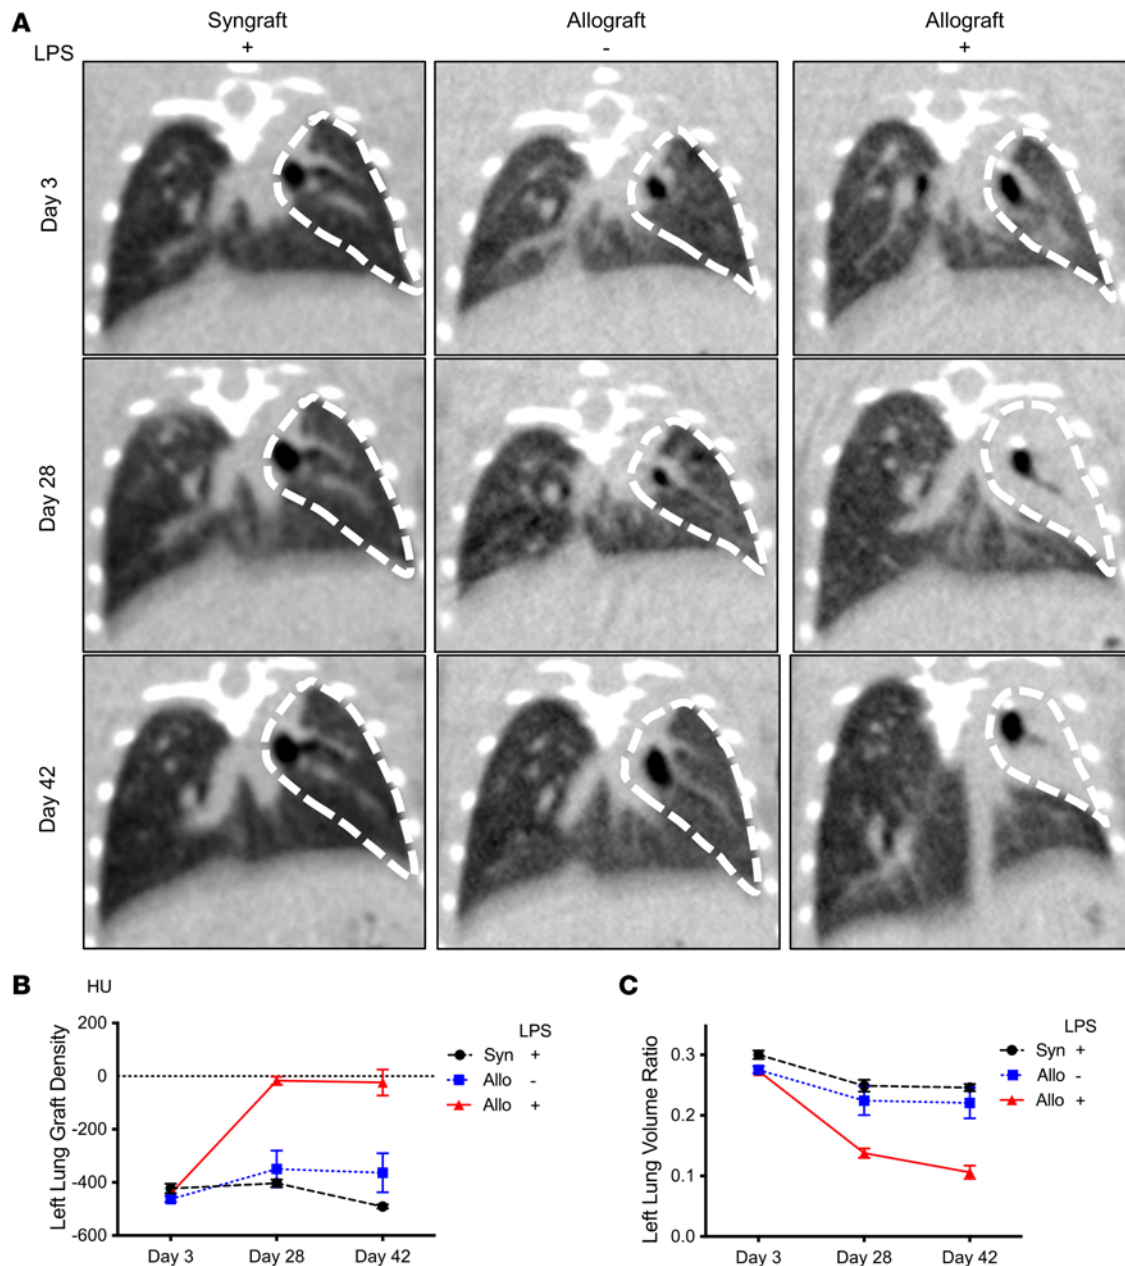 A
Syngraft Allograft Allograft
LPS + - +
Day 3
Day 28
Day 42
B
HU
Left Lung Graft Density
200
0
-200
-400
-600
Day 3 Day 28 Day 42
LPS
Syn +
Allo -
Allo +
C
Left Lung Volume Ratio
0.3
0.2
0.1
0.0
Day 3 Day 28 Day 42
LPS
Syn +
Allo -
Allo +